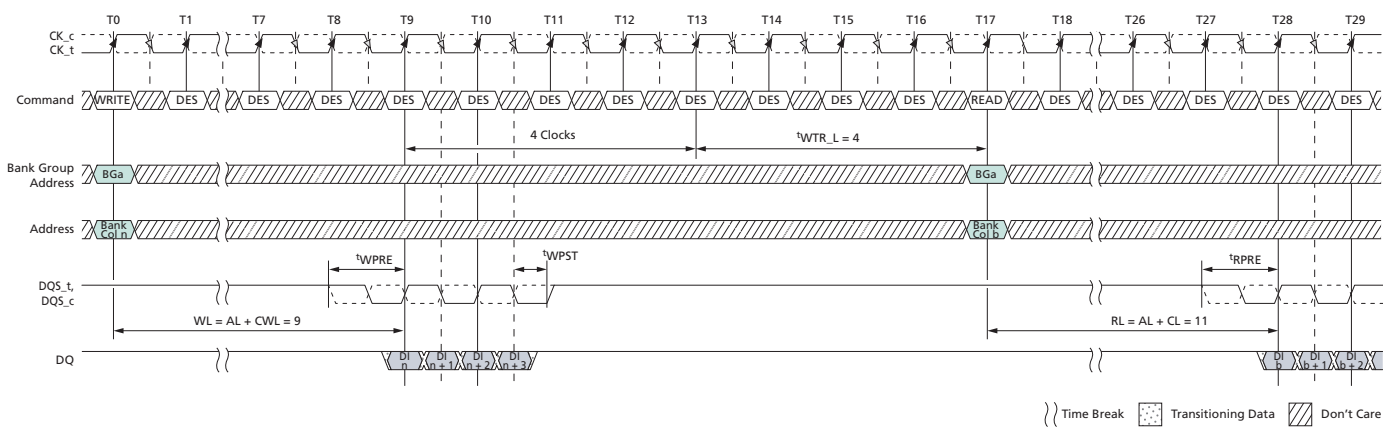 T0 T1 T7 T8 T9 T10 T11 T12 T13 T14 T15 T16 T17 T18 T26 T27 T28 T29
CK_c
CK_t
Command WRITE DES DES DES DES DES DES DES DES DES DES DES READ DES DES DES DES DES
4 Clocks tWTR_L = 4
Bank Group
Address
BGa BGa
Address
Bank
Col n
Bank
Col b
tWPRE tWPST tRPRE
DQS_t,
DQS_c
WL = AL + CWL = 9 RL = AL + CL = 11
DQ
DI
n
DI
n + 1
DI
n + 2
DI
n + 3
DI
b
DI
b + 1
DI
b + 2
Time Break Transitioning Data Don't Care